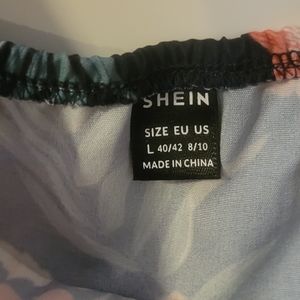 SHEIN
SIZE EU US
L 40/42 8/10
MADE IN CHINA